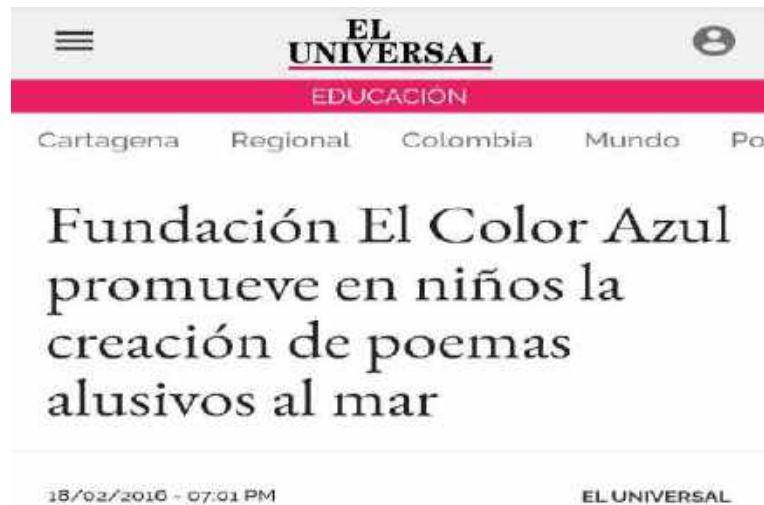 EL
UNIVERSAL
EDUCACIÓN
Cartagena Regional Colombia Mundo Po
Fundación El Color Azul
promueve en niños la
creación de poemas
alusivos al mar
18/02/2016 - 07:01 PM EL UNIVERSAL